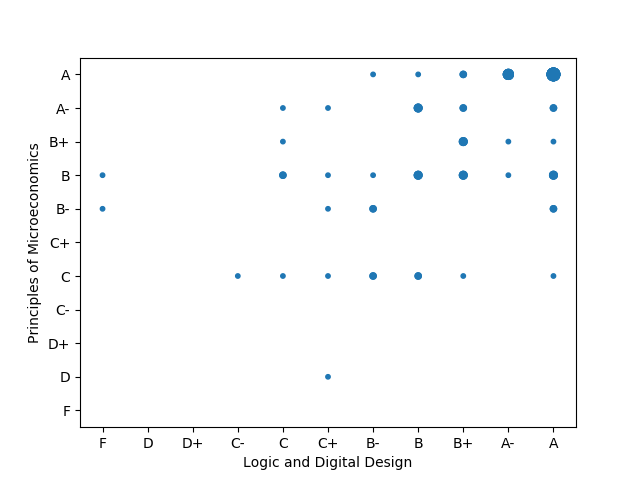 A
A-
B+
B
B-
C+
C
C-
D+
D
F
Principles of Microeconomics
F D D+ C- C C+ B- B B+ A- A
Logic and Digital Design